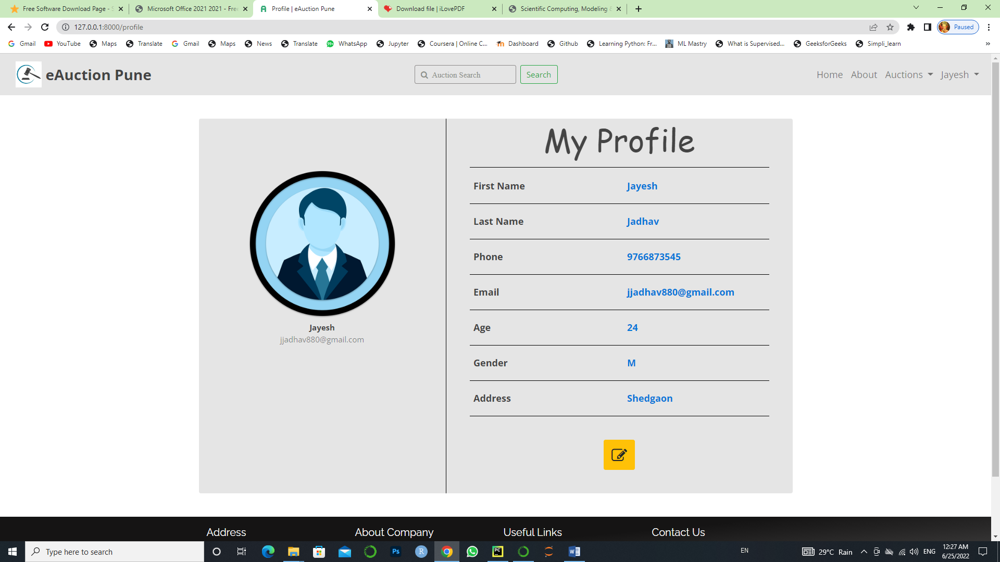 Free Software Download Page - S
Microsoft Office 2021 2021 - Free
Profile | eAuction Pune
Download file | iLovePDF
Scientific Computing, Modeling &
127.0.0.1:8000/profile
Paused
Gmail
YouTube
Maps
Translate
Gmail
Maps
News
Translate
99+
WhatsApp
Jupyter
Coursera | Online C...
Dashboard
Github
Learning Python: Fr...
ML Mastry
What is Supervised...
GeeksforGeeks
Simpli_learn
eAuction Pune
Auction Search
Search
Home
About
Auctions
Jayesh
My Profile
First Name Jayesh
Last Name Jadhav
Phone 9766873545
Email jjadhav880@gmail.com
Age 24
Gender M
Address Shedgaon
Jayesh
jjadhav880@gmail.com
Address
About Company
Useful Links
Contact Us
Type here to search
Ps
R
PC
W
EN
29°C Rain
ENG
12:27 AM
6/25/2022